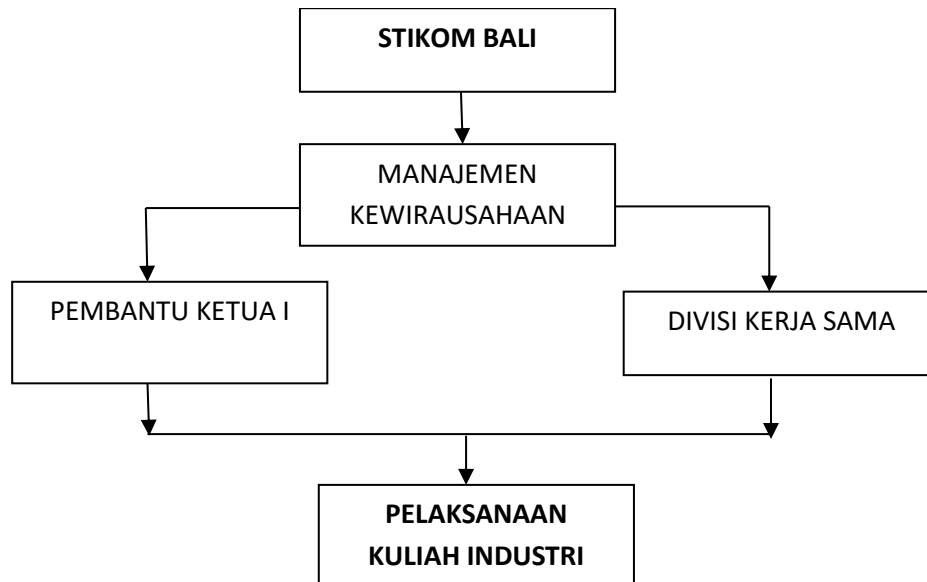 STIKOM BALI
MANAJEMEN
KEWIRAUSAHAAN
PEMBANTU KETUA I
DIVISI KERJA SAMA
PELAKSANAAN
KULIAH INDUSTRI